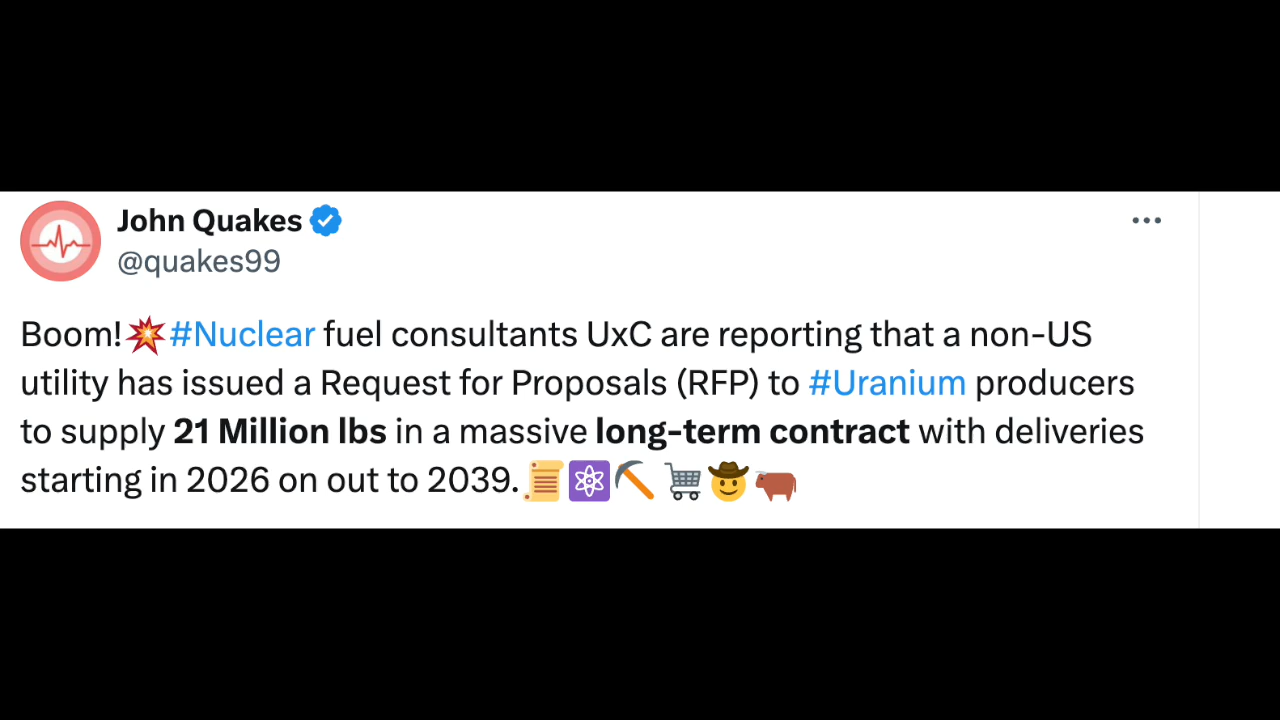 John Quakes
@quakes99
Boom!💥#Nuclear fuel consultants UxC are reporting that a non-US
utility has issued a Request for Proposals (RFP) to #Uranium producers
to supply 21 Million lbs in a massive long-term contract with deliveries
starting in 2026 on out to 2039.📜⚛️⛏️🛒🤠🐂